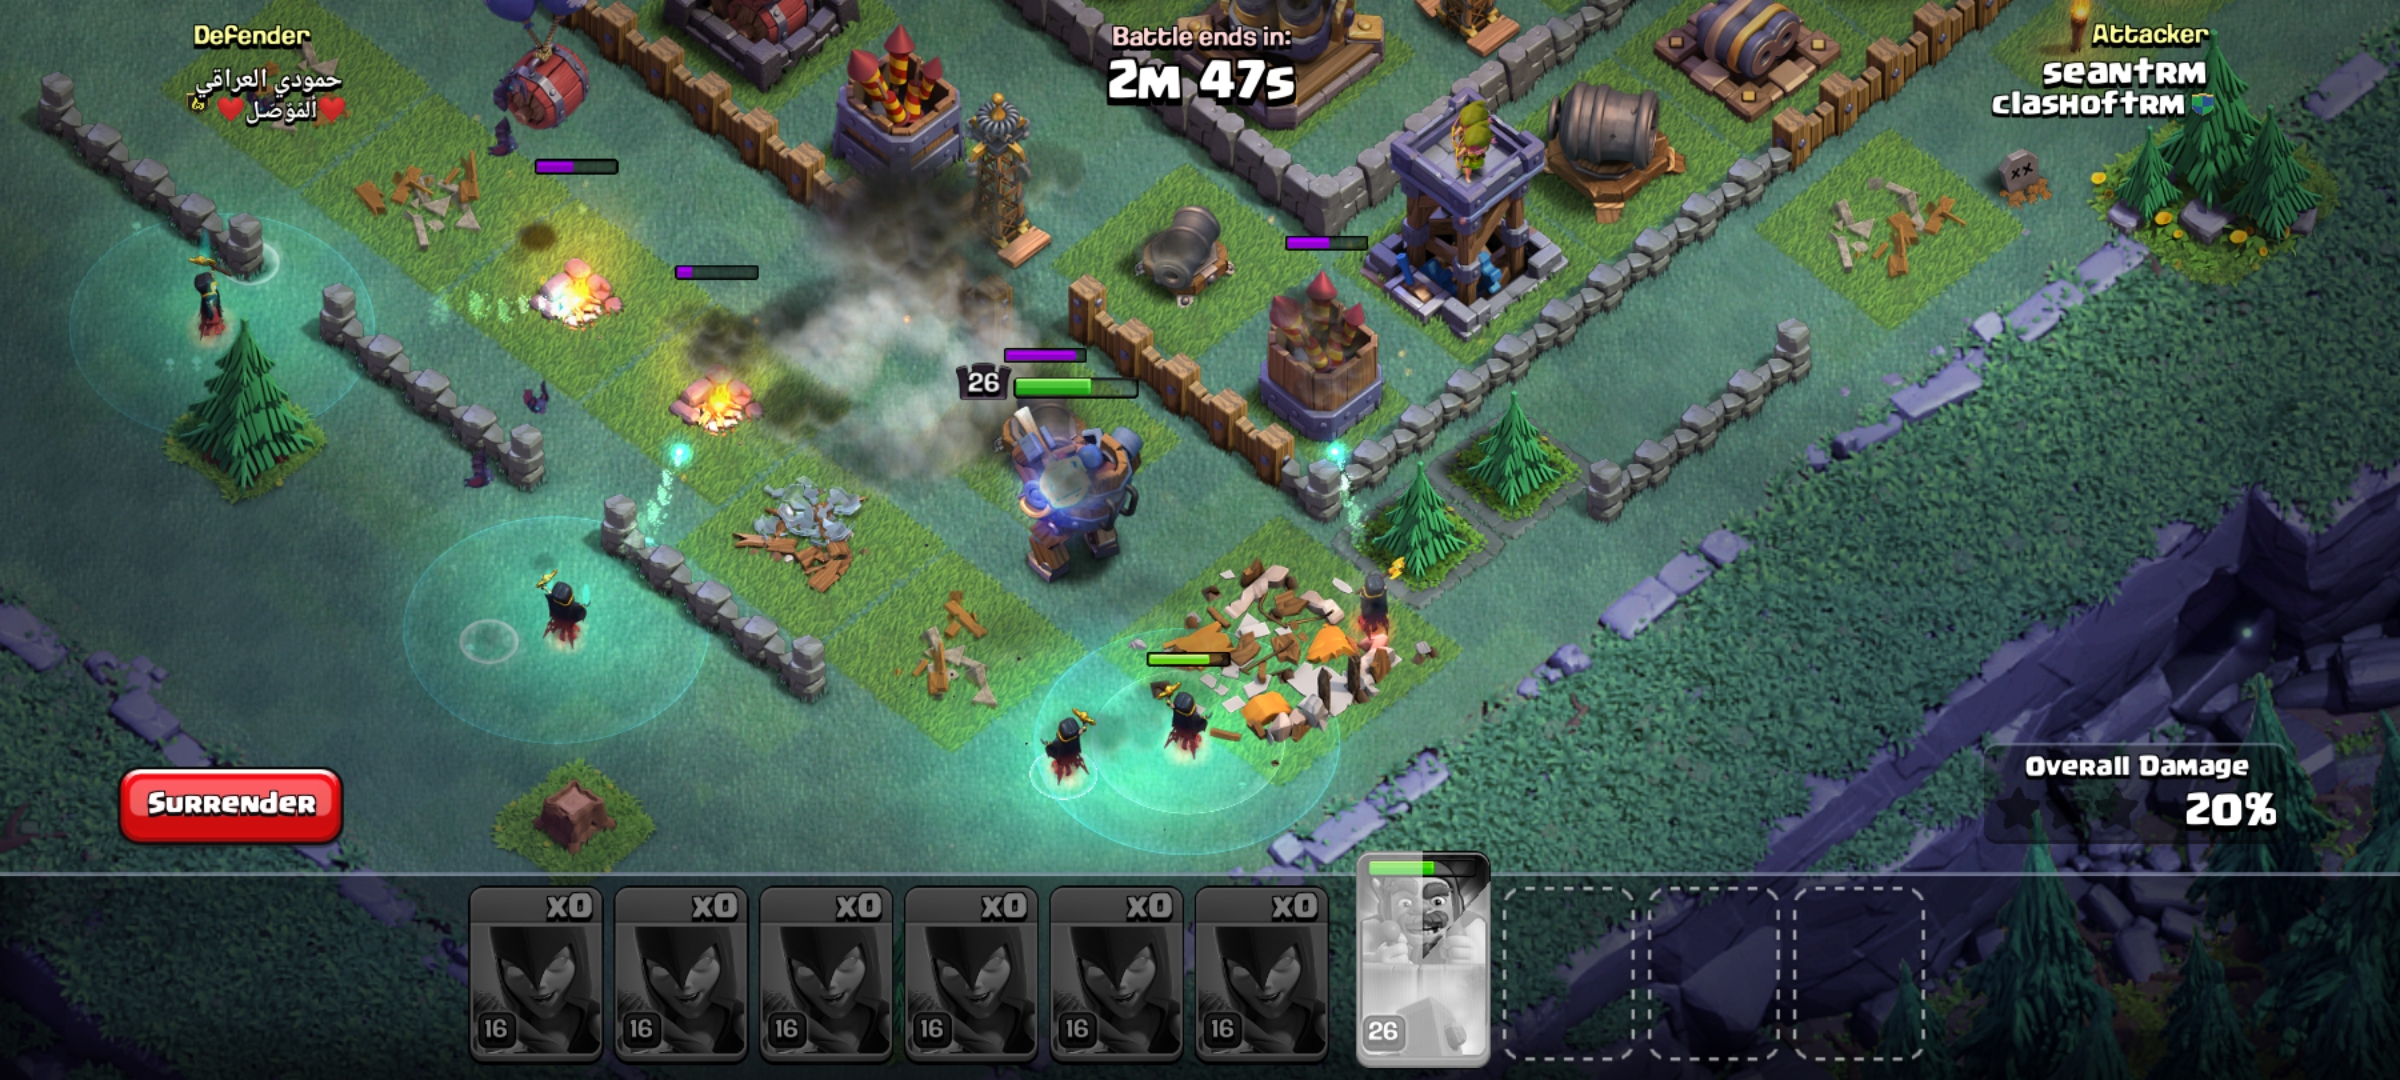 Defender
حمودي العراقي
❤️ألمۘوۘصۘل❤️
Battle ends in:
2M 47s
Attacker
seantRM
clashoftRM
26
Surrender
Overall Damage
20%
x0
x0
x0
x0
x0
x0
16
16
16
16
16
16
26